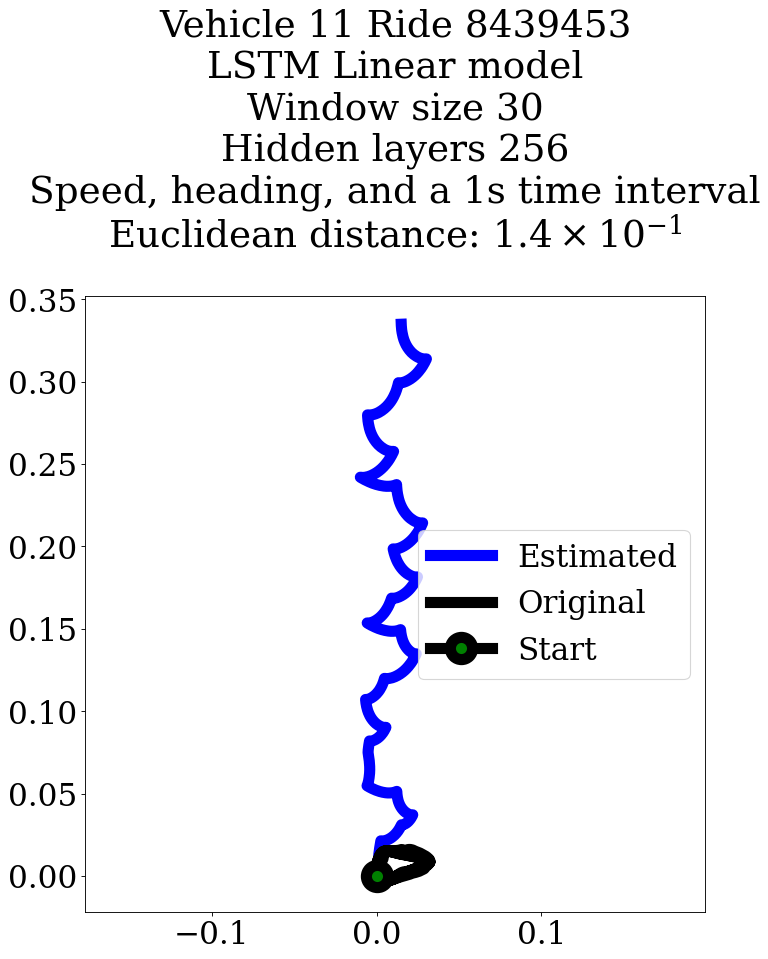 Vehicle 11 Ride 8439453
LSTM Linear model
Window size 30
Hidden layers 256
Speed, heading, and a 1s time interval
Euclidean distance: 1.4 × 10⁻¹
0.35
0.30
0.25
0.20
0.15
0.10
0.05
0.00
Estimated
Original
Start
−0.1
0.0
0.1